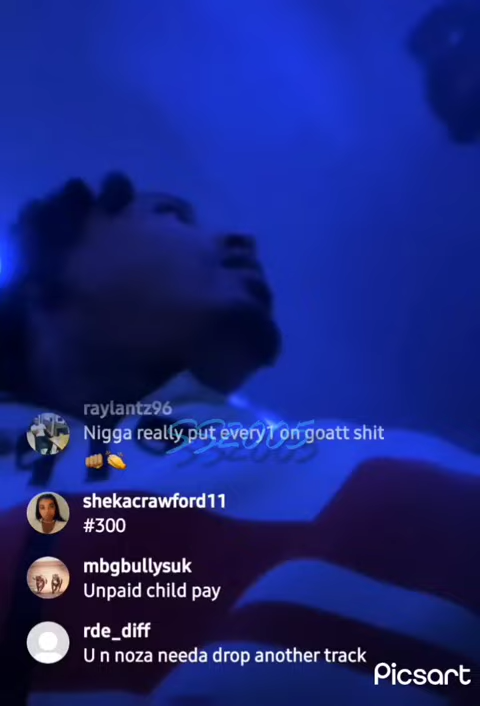 raylantz96
Nigga really put every1 on goatt shit
👊🏽👏
332005
shekacrawford11
#300
mbgbullysuk
Unpaid child pay
rde_diff
U n noza needa drop another track
Picsart